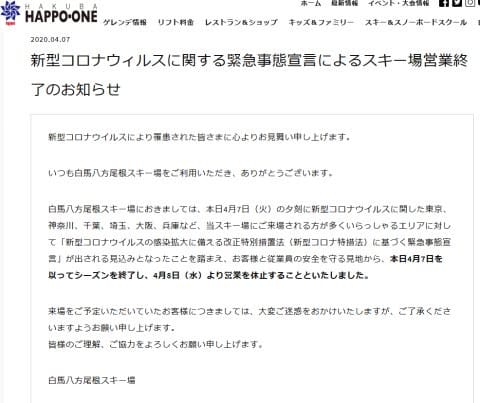 HAKUBA
HAPPO-ONE
ホーム 最新情報 イベント・大会情報
ゲレンデ情報 リフト料金 レストラン＆ショップ キッズ＆ファミリー スキー＆スノーボードスクール
2020.04.07
新型コロナウィルスに関する緊急事態宣言によるスキー場営業終
了のお知らせ
新型コロナウイルスにより罹患された皆さまに心よりお見舞い申し上げます。
いつも白馬八方尾根スキー場をご利用いただき、ありがとうございます。
白馬八方尾根スキー場におきましては、本日4月7日（火）の夕刻に新型コロナウイルスに関した東京、
神奈川、千葉、埼玉、大阪、兵庫など、当スキー場にご来場される方が多くいらっしゃるエリアに対し
て「新型コロナウイルスの感染拡大に備える改正特別措置法（新型コロナ特措法）に基づく緊急事態宣
言」が出される見込みとなったことを踏まえ、お客様と従業員の安全を守る見地から、本日4月7日を
以ってシーズンを終了し、4月8日（水）より営業を休止することといたしました。
来場をご予定いただいていたお客様につきましては、大変ご迷惑をおかけいたしますが、ご了承くださ
いますようお願い申し上げます。
皆様のご理解、ご協力をよろしくお願い申し上げます。
白馬八方尾根スキー場